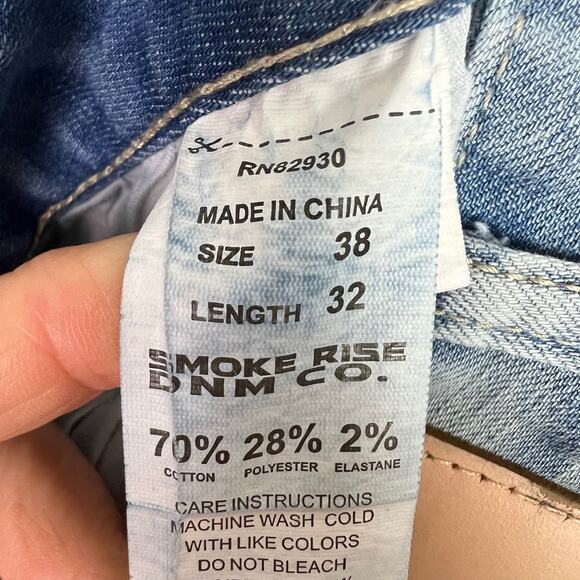 RN82930
MADE IN CHINA
SIZE 38
LENGTH 32
SMOKE RISE
DNM CO.
70% 28% 2%
COTTON POLYESTER ELASTANE
CARE INSTRUCTIONS
MACHINE WASH COLD
WITH LIKE COLORS
DO NOT BLEACH